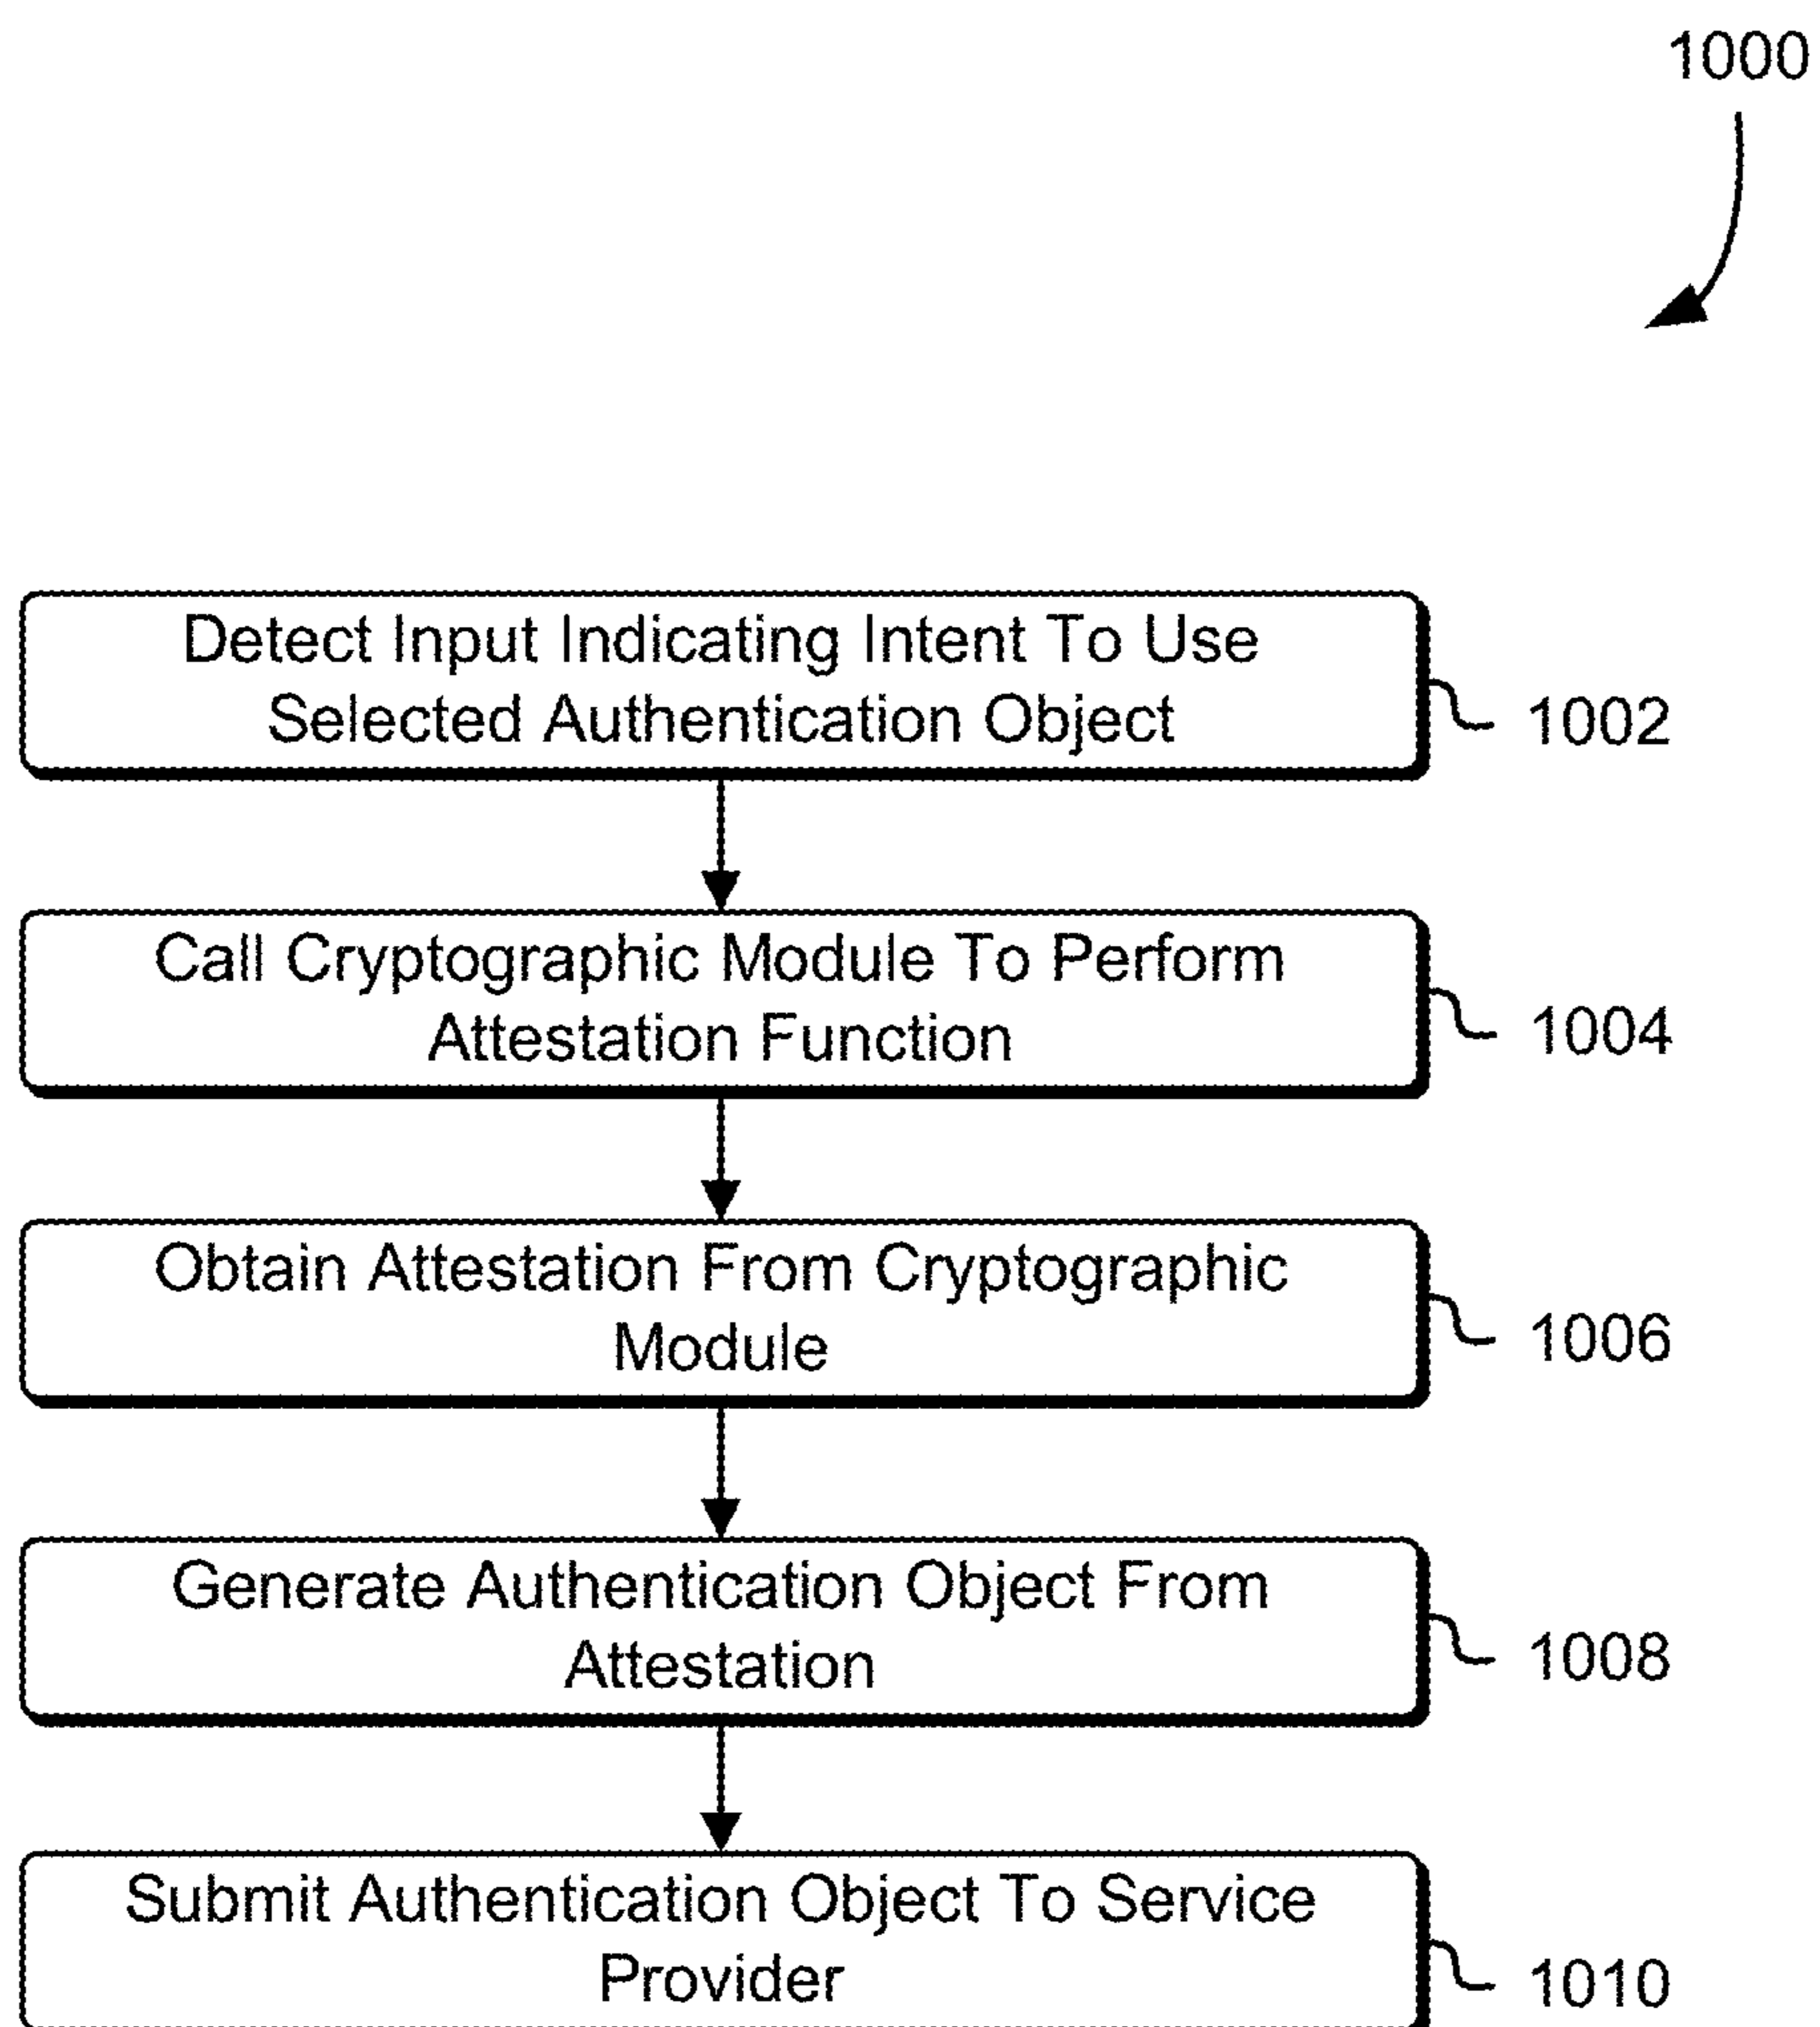 1000
Detect Input Indicating Intent To Use
Selected Authentication Object
1002
Call Cryptographic Module To Perform
Attestation Function
1004
Obtain Attestation From Cryptographic
Module
1006
Generate Authentication Object From
Attestation
1008
Submit Authentication Object To Service
Provider
1010